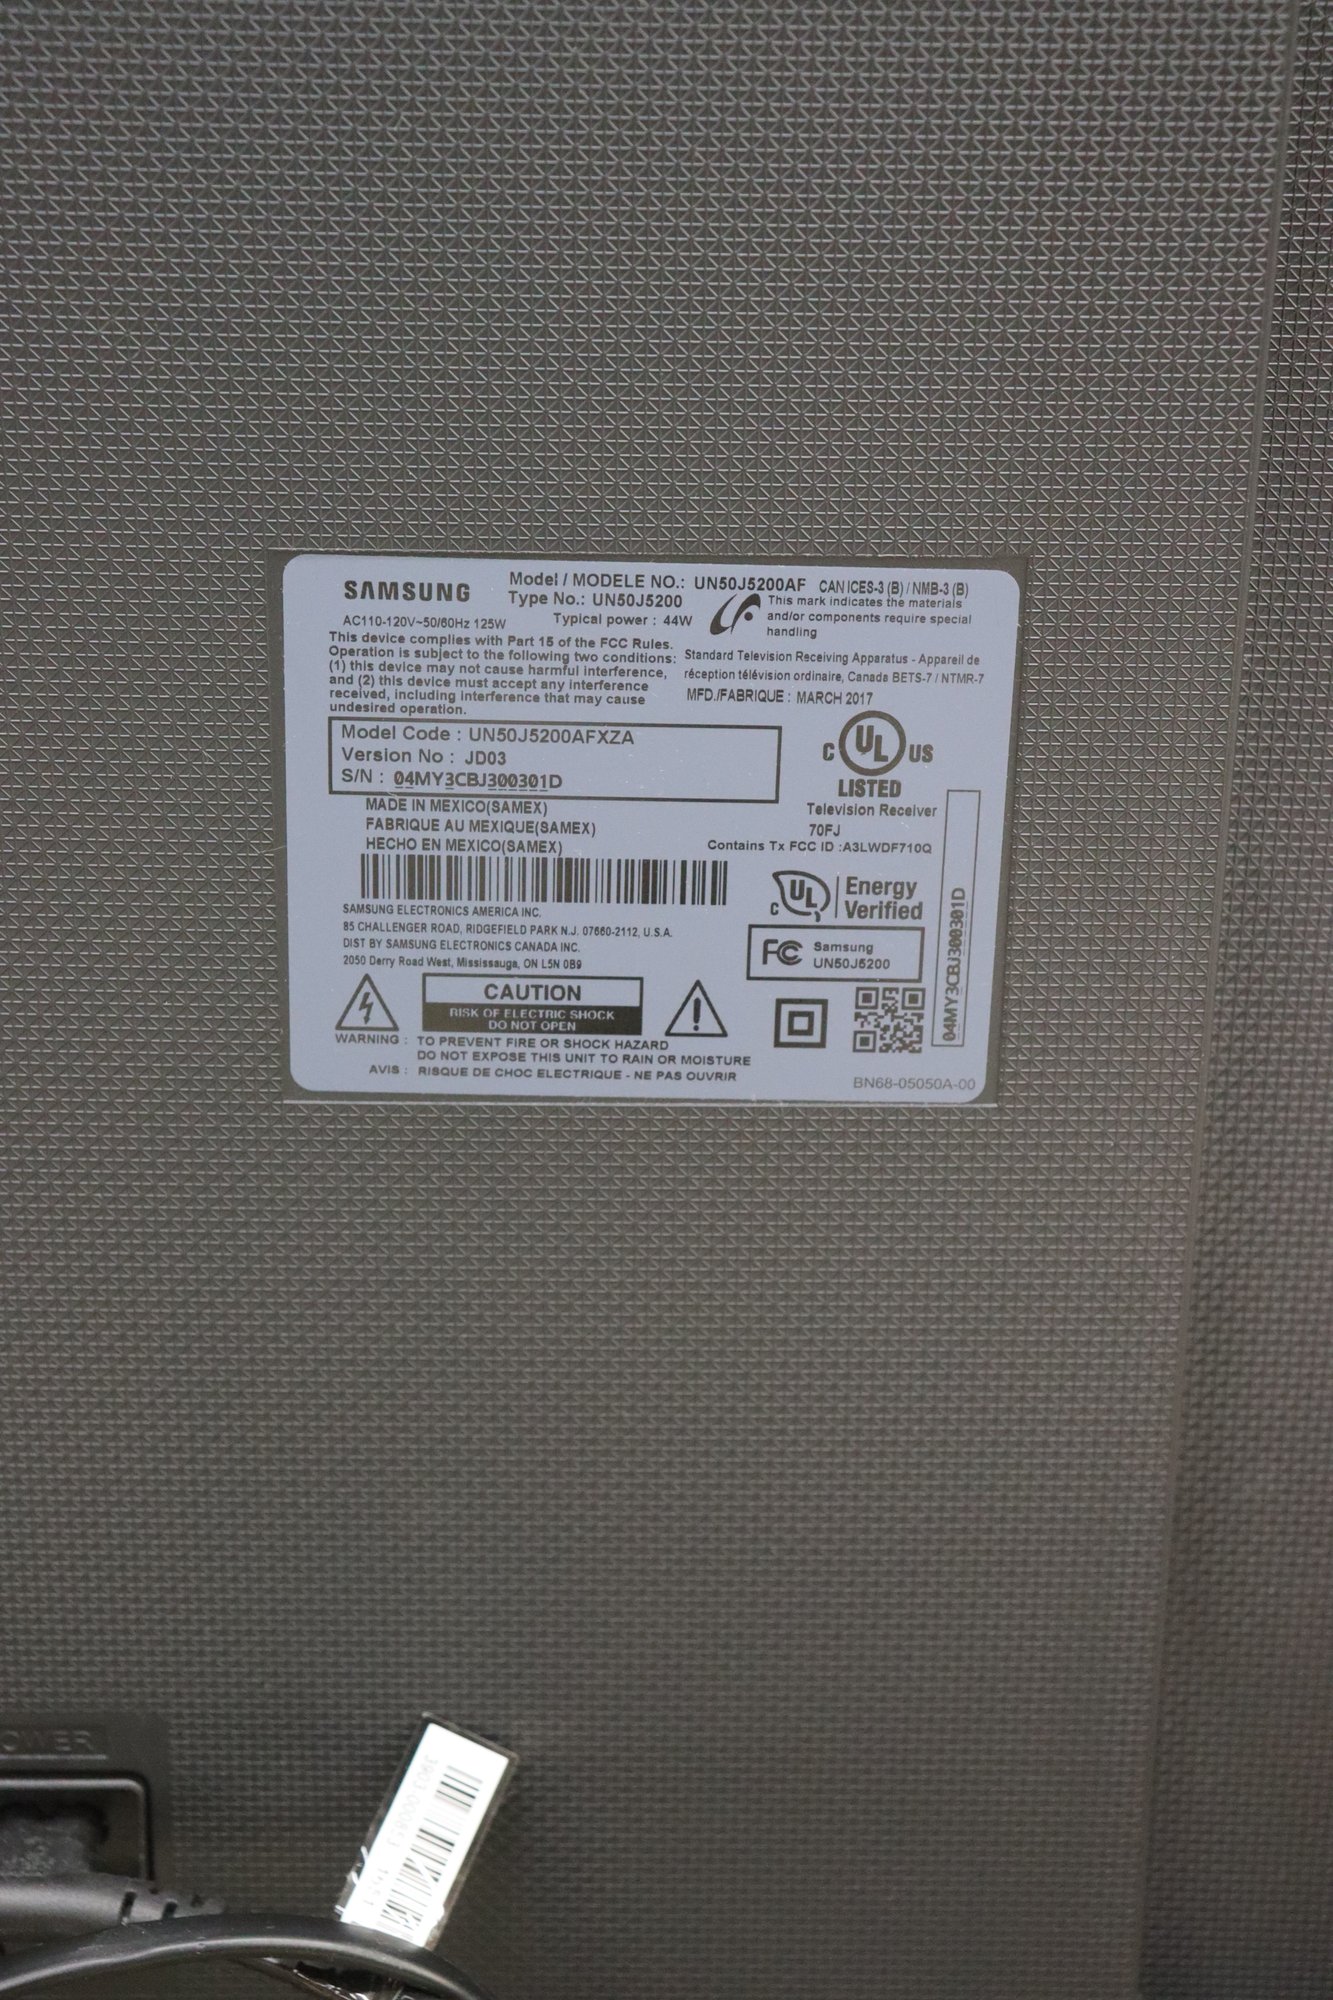 SAMSUNG
Model / MODELE NO.: UN50J5200AF CAN ICES-3 (B) / NMB-3 (B)
Type No.: UN50J5200
AC110-120V~50/60Hz 125W Typical power : 44W
This mark indicates the materials
and/or components require special
handling
This device complies with Part 15 of the FCC Rules.
Operation is subject to the following two conditions:
(1) this device may not cause harmful interference,
and (2) this device must accept any interference
received, including interference that may cause
undesired operation.
Standard Television Receiving Apparatus - Appareil de
réception télévision ordinaire, Canada BETS-7 / NTMR-7
MFD./FABRIQUE : MARCH 2017
Model Code : UN50J5200AFXZA
Version No : JD03
S/N : 04MY3CBJ300301D
C UL US
LISTED
Television Receiver
70FJ
Contains Tx FCC ID :A3LWDF710Q
MADE IN MEXICO(SAMEX)
FABRIQUE AU MEXIQUE(SAMEX)
HECHO EN MEXICO(SAMEX)
C UL Energy
Verified
SAMSUNG ELECTRONICS AMERICA INC.
85 CHALLENGER ROAD, RIDGEFIELD PARK N.J. 07660-2112, U.S.A.
DIST BY SAMSUNG ELECTRONICS CANADA INC.
2050 Derry Road West, Mississauga, ON L5N 0B9
FC Samsung
UN50J5200
04MY3CBJ300301D
CAUTION
RISK OF ELECTRIC SHOCK
DO NOT OPEN
WARNING : TO PREVENT FIRE OR SHOCK HAZARD
DO NOT EXPOSE THIS UNIT TO RAIN OR MOISTURE
AVIS : RISQUE DE CHOC ELECTRIQUE - NE PAS OUVRIR
BN68-05050A-00